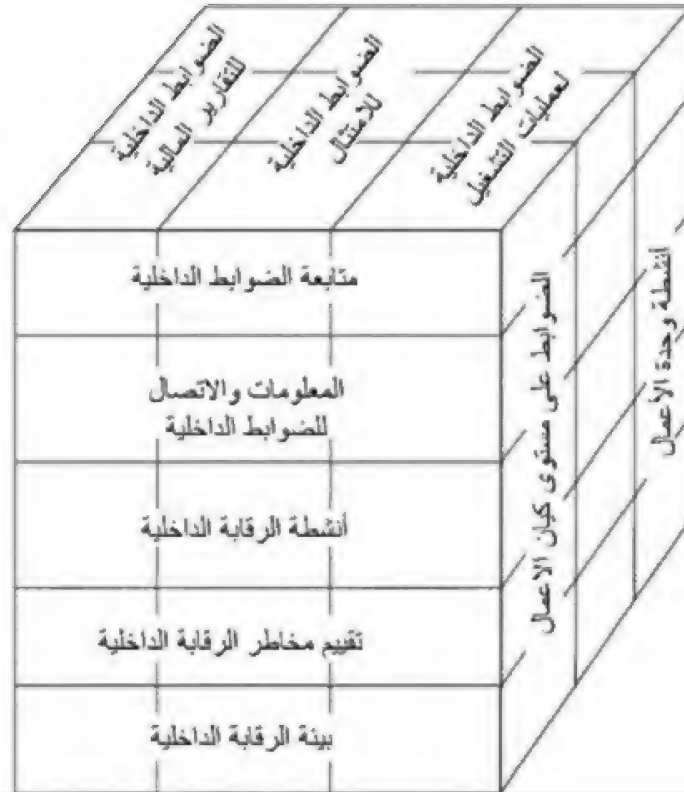 الضوابط الداخلية
للتقارير المالية
الضوابط الداخلية
للامتثال
الضوابط الداخلية
لعمليات التشغيل
متابعة الضوابط الداخلية
المعلومات والاتصال
للضوابط الداخلية
أنشطة الرقابة الداخلية
تقييم مخاطر الرقابة الداخلية
بيئة الرقابة الداخلية
الضوابط على مستوى كيان الاعمال
أنشطة وحدة الأعمال